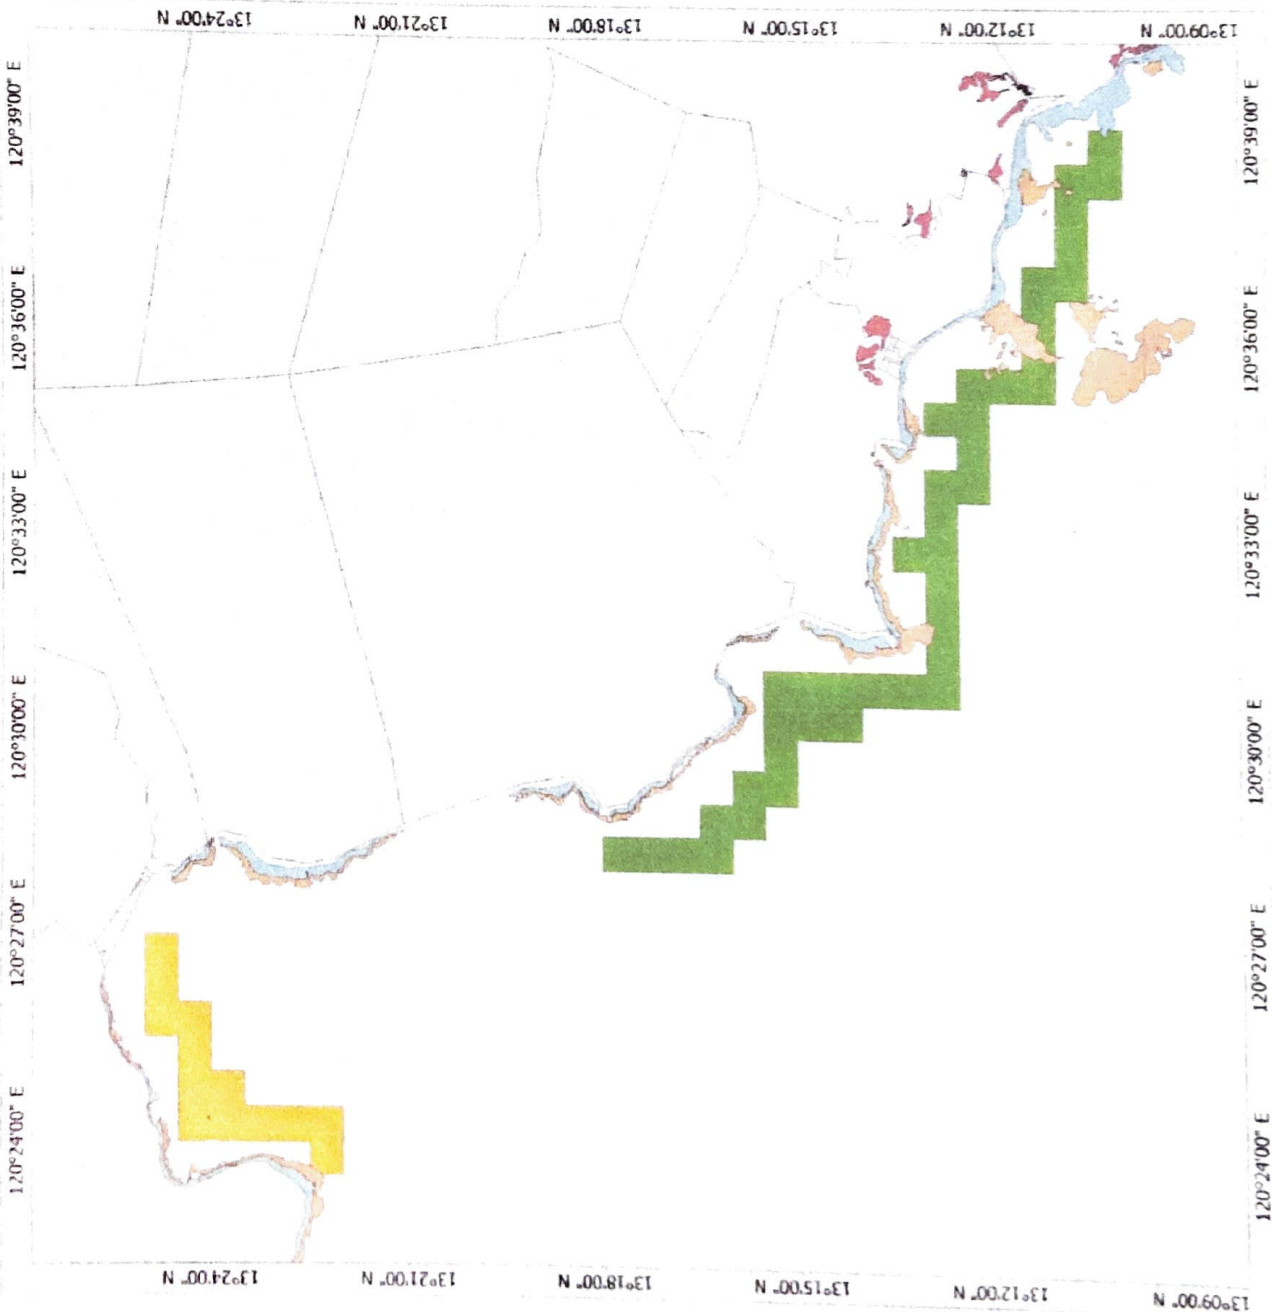 13°24'00" N
13°21'00" N
13°18'00" N
13°15'00" N
13°12'00" N
13°09'00" N
120°39'00" E
120°36'00" E
120°33'00" E
120°30'00" E
120°27'00" E
120°24'00" E
120°39'00" E
120°36'00" E
120°33'00" E
120°30'00" E
120°27'00" E
120°24'00" E
13°24'00" N
13°21'00" N
13°18'00" N
13°15'00" N
13°12'00" N
13°09'00" N